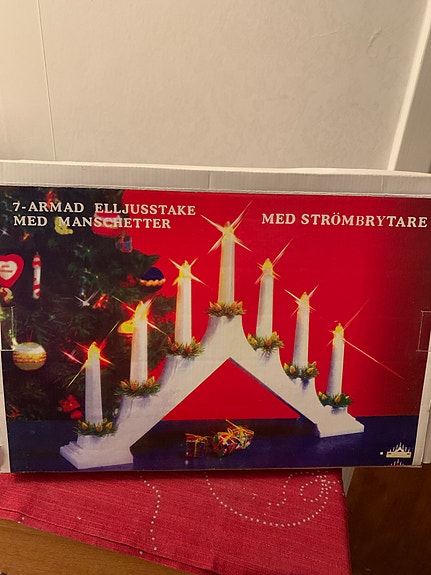 7-ARMAD ELLJUSSTAKE
MED MANSCHETTER
MED STRÖMBRYTARE